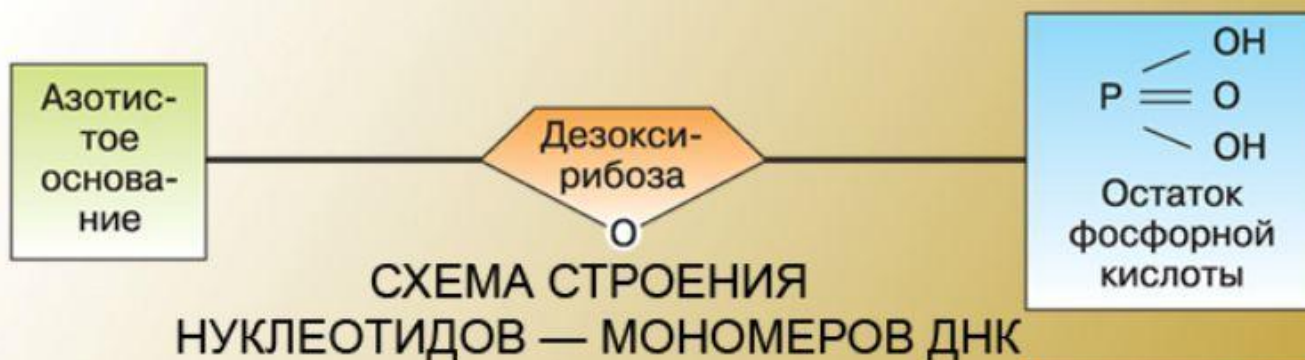 Азотис-
тое
основа-
ние
Дезокси-
рибоза
O
OH
P = O
OH
Остаток
фосфорной
кислоты
СХЕМА СТРОЕНИЯ
НУКЛЕОТИДОВ — МОНОМЕРОВ ДНК